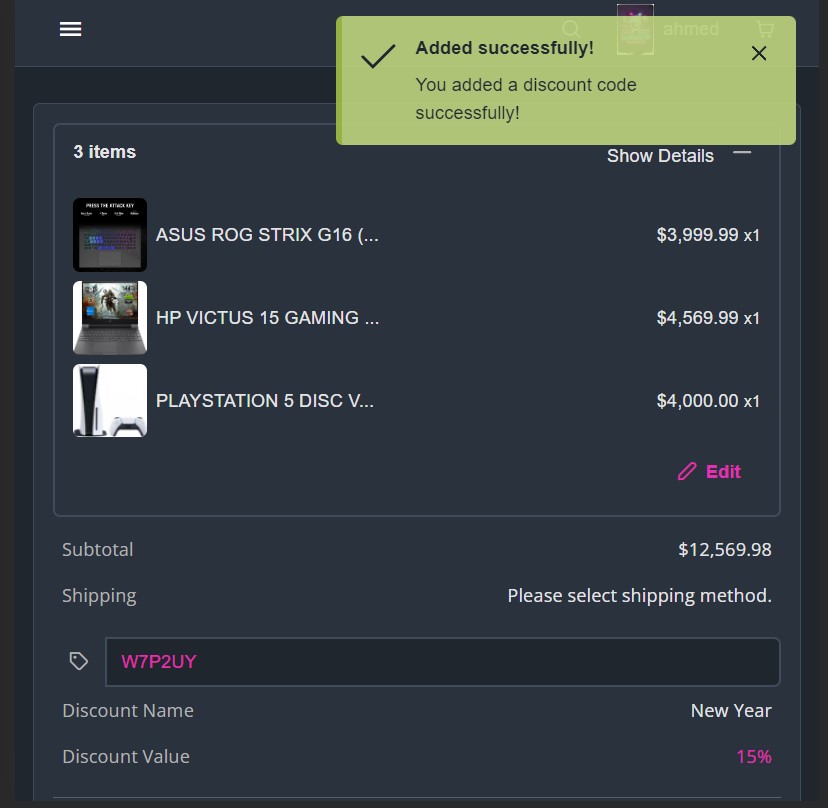 ahmed
Added successfully!
You added a discount code
successfully!
3 items
Show Details
PRESS THE ATTACK KEY
ASUS ROG STRIX G16 (...
$3,999.99 x1
HP VICTUS 15 GAMING ...
$4,569.99 x1
PLAYSTATION 5 DISC V...
$4,000.00 x1
Edit
Subtotal
$12,569.98
Shipping
Please select shipping method.
W7P2UY
Discount Name
New Year
Discount Value
15%